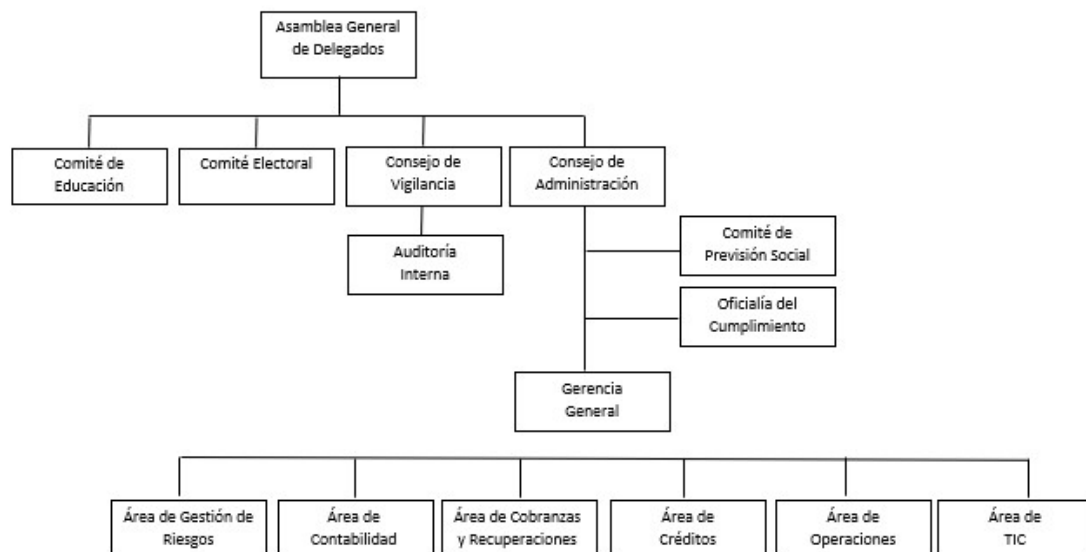 Asamblea General
de Delegados
Comité de
Educación
Comité Electoral
Consejo de
Vigilancia
Consejo de
Administración
Auditoría
Interna
Comité de
Previsión Social
Oficialía del
Cumplimiento
Gerencia
General
Área de Gestión de
Riesgos
Área de
Contabilidad
Área de Cobranzas
y Recuperaciones
Área de
Créditos
Área de
Operaciones
Área de
TIC